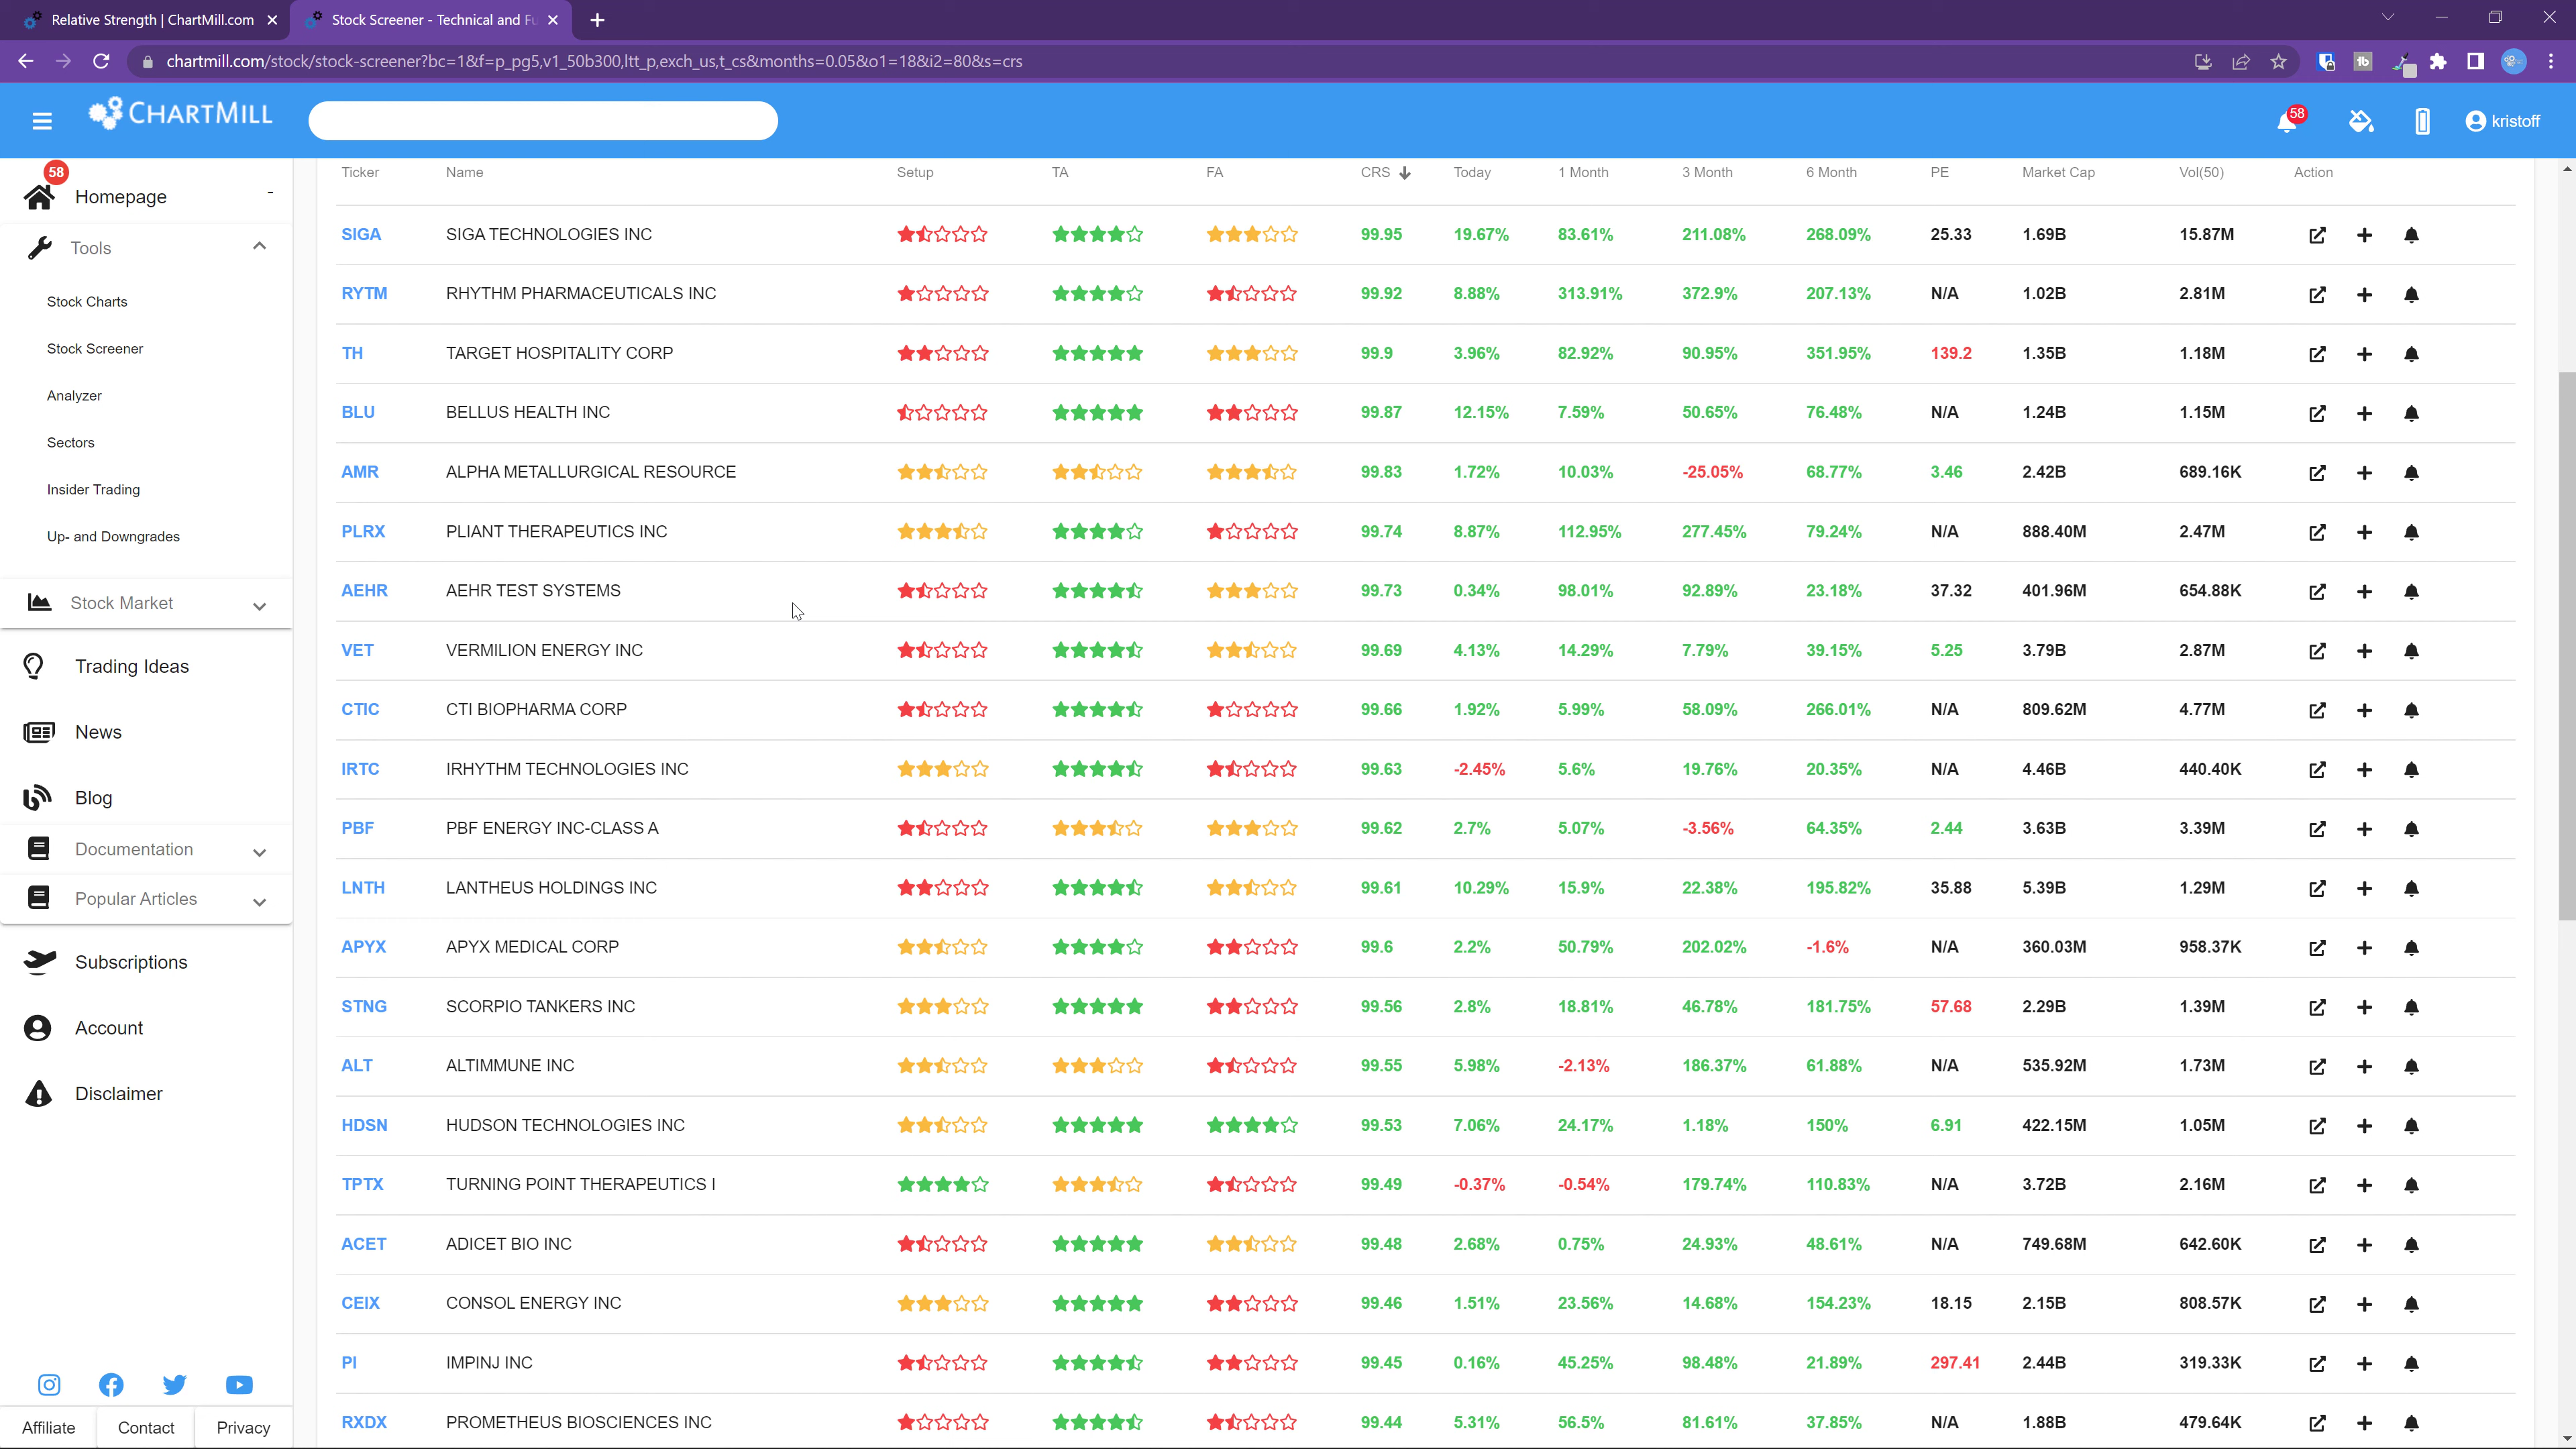 Relative Strength | ChartMill.com
Stock Screener - Technical and Fu
chartmill.com/stock/stock-screener?bc=1&f=p_pg5,v1_50b300,ltt_p,exch_us,t_cs&months=0.05&o1=18&i2=80&s=crs
CHARTMILL
58
kristoff
58
Homepage -
Tools
Stock Charts
Stock Screener
Analyzer
Sectors
Insider Trading
Up- and Downgrades
Stock Market
Trading Ideas
News
Blog
Documentation
Popular Articles
Subscriptions
Account
Disclaimer
Affiliate Contact Privacy
Ticker Name Setup TA FA CRS Today 1 Month 3 Month 6 Month PE Market Cap Vol(50) Action
SIGA SIGA TECHNOLOGIES INC 99.95 19.67% 83.61% 211.08% 268.09% 25.33 1.69B 15.87M
RYTM RHYTHM PHARMACEUTICALS INC 99.92 8.88% 313.91% 372.9% 207.13% N/A 1.02B 2.81M
TH TARGET HOSPITALITY CORP 99.9 3.96% 82.92% 90.95% 351.95% 139.2 1.35B 1.18M
BLU BELLUS HEALTH INC 99.87 12.15% 7.59% 50.65% 76.48% N/A 1.24B 1.15M
AMR ALPHA METALLURGICAL RESOURCE 99.83 1.72% 10.03% -25.05% 68.77% 3.46 2.42B 689.16K
PLRX PLIANT THERAPEUTICS INC 99.74 8.87% 112.95% 277.45% 79.24% N/A 888.40M 2.47M
AEHR AEHR TEST SYSTEMS 99.73 0.34% 98.01% 92.89% 23.18% 37.32 401.96M 654.88K
VET VERMILION ENERGY INC 99.69 4.13% 14.29% 7.79% 39.15% 5.25 3.79B 2.87M
CTIC CTI BIOPHARMA CORP 99.66 1.92% 5.99% 58.09% 266.01% N/A 809.62M 4.77M
IRTC IRHYTHM TECHNOLOGIES INC 99.63 -2.45% 5.6% 19.76% 20.35% N/A 4.46B 440.40K
PBF PBF ENERGY INC-CLASS A 99.62 2.7% 5.07% -3.56% 64.35% 2.44 3.63B 3.39M
LNTH LANTHEUS HOLDINGS INC 99.61 10.29% 15.9% 22.38% 195.82% 35.88 5.39B 1.29M
APYX APYX MEDICAL CORP 99.6 2.2% 50.79% 202.02% -1.6% N/A 360.03M 958.37K
STNG SCORPIO TANKERS INC 99.56 2.8% 18.81% 46.78% 181.75% 57.68 2.29B 1.39M
ALT ALTIMMUNE INC 99.55 5.98% -2.13% 186.37% 61.88% N/A 535.92M 1.73M
HDSN HUDSON TECHNOLOGIES INC 99.53 7.06% 24.17% 1.18% 150% 6.91 422.15M 1.05M
TPTX TURNING POINT THERAPEUTICS I 99.49 -0.37% -0.54% 179.74% 110.83% N/A 3.72B 2.16M
ACET ADICET BIO INC 99.48 2.68% 0.75% 24.93% 48.61% N/A 749.68M 642.60K
CEIX CONSOL ENERGY INC 99.46 1.51% 23.56% 14.68% 154.23% 18.15 2.15B 808.57K
PI IMPINJ INC 99.45 0.16% 45.25% 98.48% 21.89% 297.41 2.44B 319.33K
RXDX PROMETHEUS BIOSCIENCES INC 99.44 5.31% 56.5% 81.61% 37.85% N/A 1.88B 479.64K